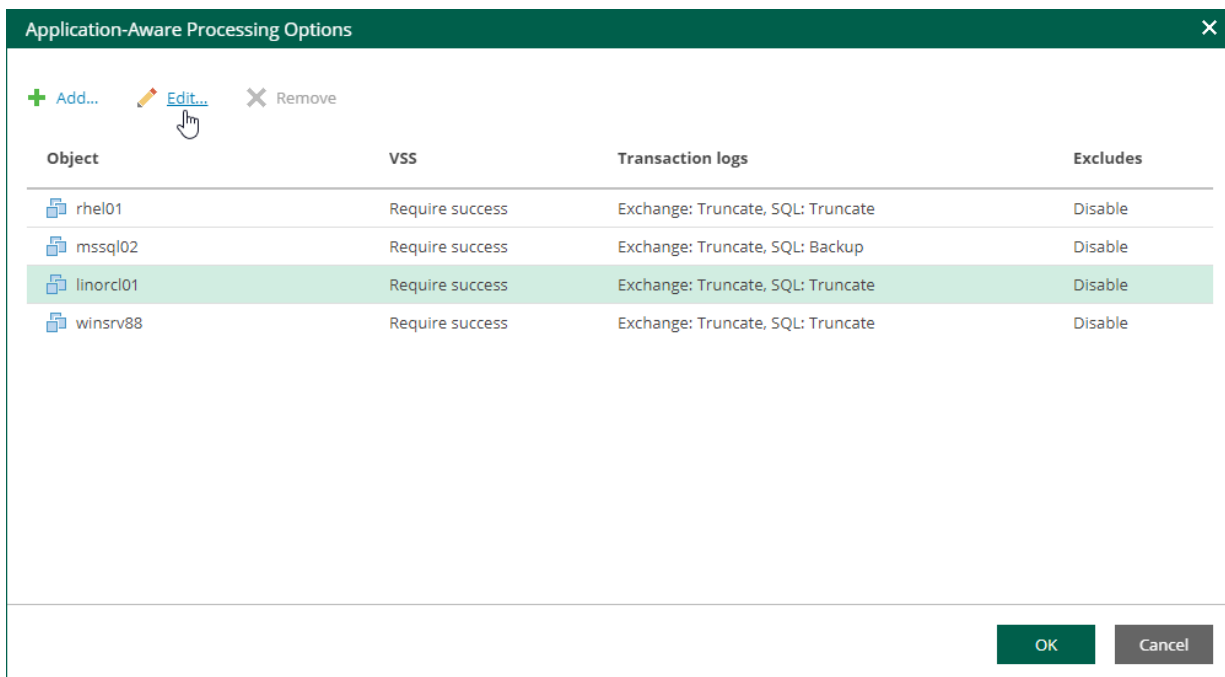 Application-Aware Processing Options
Add... Edit... Remove
Object VSS Transaction logs Excludes
rhel01 Require success Exchange: Truncate, SQL: Truncate Disable
mssql02 Require success Exchange: Truncate, SQL: Backup Disable
linorcl01 Require success Exchange: Truncate, SQL: Truncate Disable
winsrv88 Require success Exchange: Truncate, SQL: Truncate Disable
OK Cancel